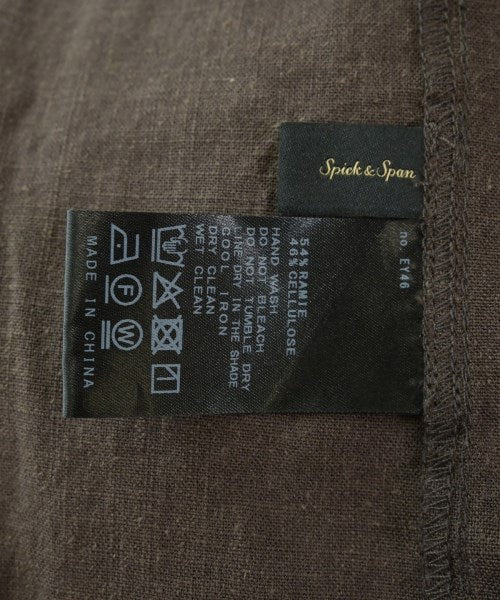 Spick & Span
no. EY46
54% RAMIE
46% CELLULOSE
HAND WASH
DO NOT BLEACH
DO NOT TUMBLE DRY
LINE DRY IN THE SHADE
COOL IRON
DRY CLEAN
WET CLEAN
F
W
MADE IN CHINA